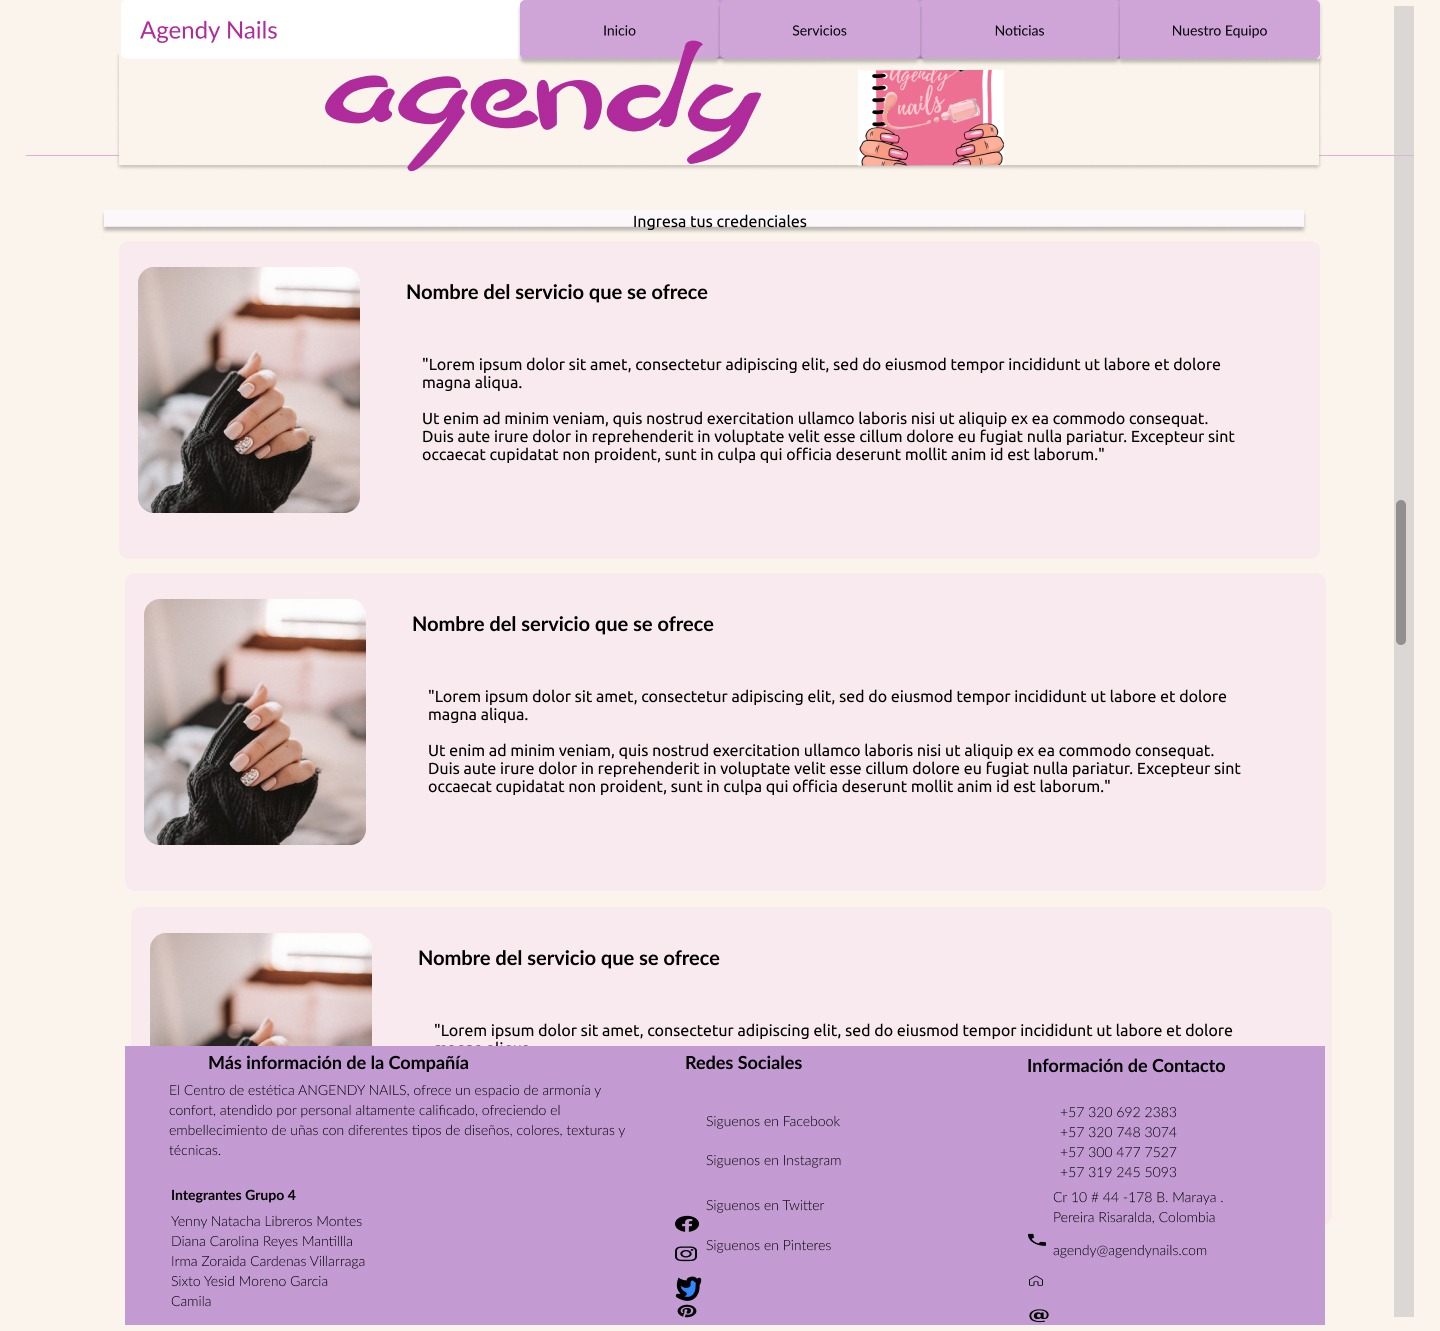 Agendy Nails
Inicio
Servicios
Noticias
Nuestro Equipo
agendy
agendy
nails
Ingresa tus credenciales
Nombre del servicio que se ofrece
"Lorem ipsum dolor sit amet, consectetur adipiscing elit, sed do eiusmod tempor incididunt ut labore et dolore
magna aliqua.
Ut enim ad minim veniam, quis nostrud exercitation ullamco laboris nisi ut aliquip ex ea commodo consequat.
Duis aute irure dolor in reprehenderit in voluptate velit esse cillum dolore eu fugiat nulla pariatur. Excepteur sint
occaecat cupidatat non proident, sunt in culpa qui officia deserunt mollit anim id est laborum."
Nombre del servicio que se ofrece
"Lorem ipsum dolor sit amet, consectetur adipiscing elit, sed do eiusmod tempor incididunt ut labore et dolore
magna aliqua.
Ut enim ad minim veniam, quis nostrud exercitation ullamco laboris nisi ut aliquip ex ea commodo consequat.
Duis aute irure dolor in reprehenderit in voluptate velit esse cillum dolore eu fugiat nulla pariatur. Excepteur sint
occaecat cupidatat non proident, sunt in culpa qui officia deserunt mollit anim id est laborum."
Nombre del servicio que se ofrece
"Lorem ipsum dolor sit amet, consectetur adipiscing elit, sed do eiusmod tempor incididunt ut labore et dolore
Más información de la Compañía
El Centro de estética ANGENDY NAILS, ofrece un espacio de armonía y
confort, atendido por personal altamente calificado, ofreciendo el
embellecimiento de uñas con diferentes tipos de diseños, colores, texturas y
técnicas.
Integrantes Grupo 4
Yenny Natacha Libreros Montes
Diana Carolina Reyes Mantillla
Irma Zoraida Cardenas Villarraga
Sixto Yesid Moreno Garcia
Camila
Redes Sociales
Siguenos en Facebook
Siguenos en Instagram
Siguenos en Twitter
Siguenos en Pinteres
Información de Contacto
+57 320 692 2383
+57 320 748 3074
+57 300 477 7527
+57 319 245 5093
Cr 10 # 44 -178 B. Maraya .
Pereira Risaralda, Colombia
agendy@agendynails.com